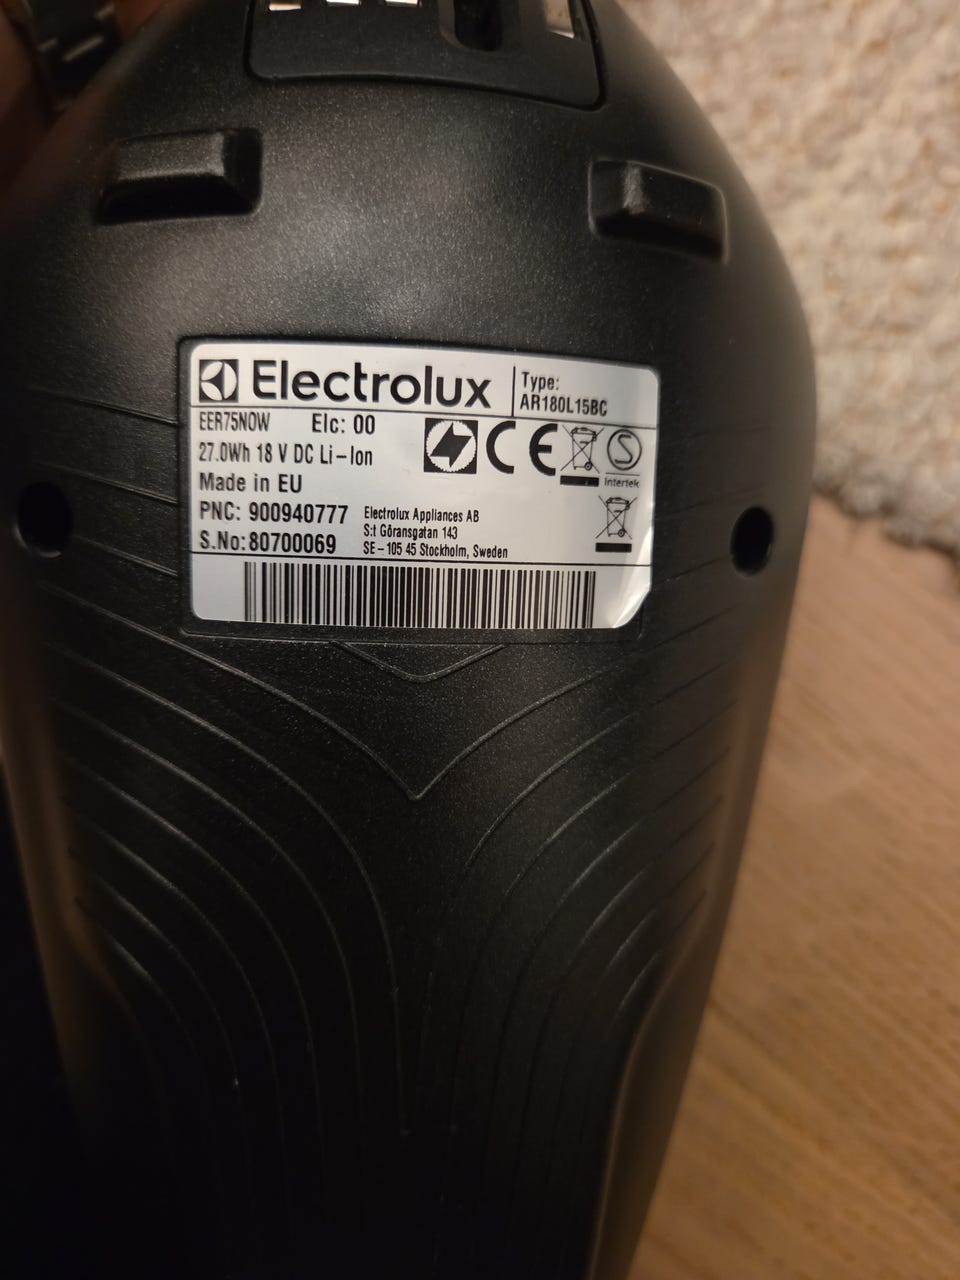 Electrolux
Type:
AR180L15BC
EER75NOW Elc: 00
27.0Wh 18 V DC Li-Ion
Made in EU
PNC: 900940777
S.No: 80700069
Electrolux Appliances AB
S:t Göransgatan 143
SE-105 45 Stockholm, Sweden
CE
S
Intertek